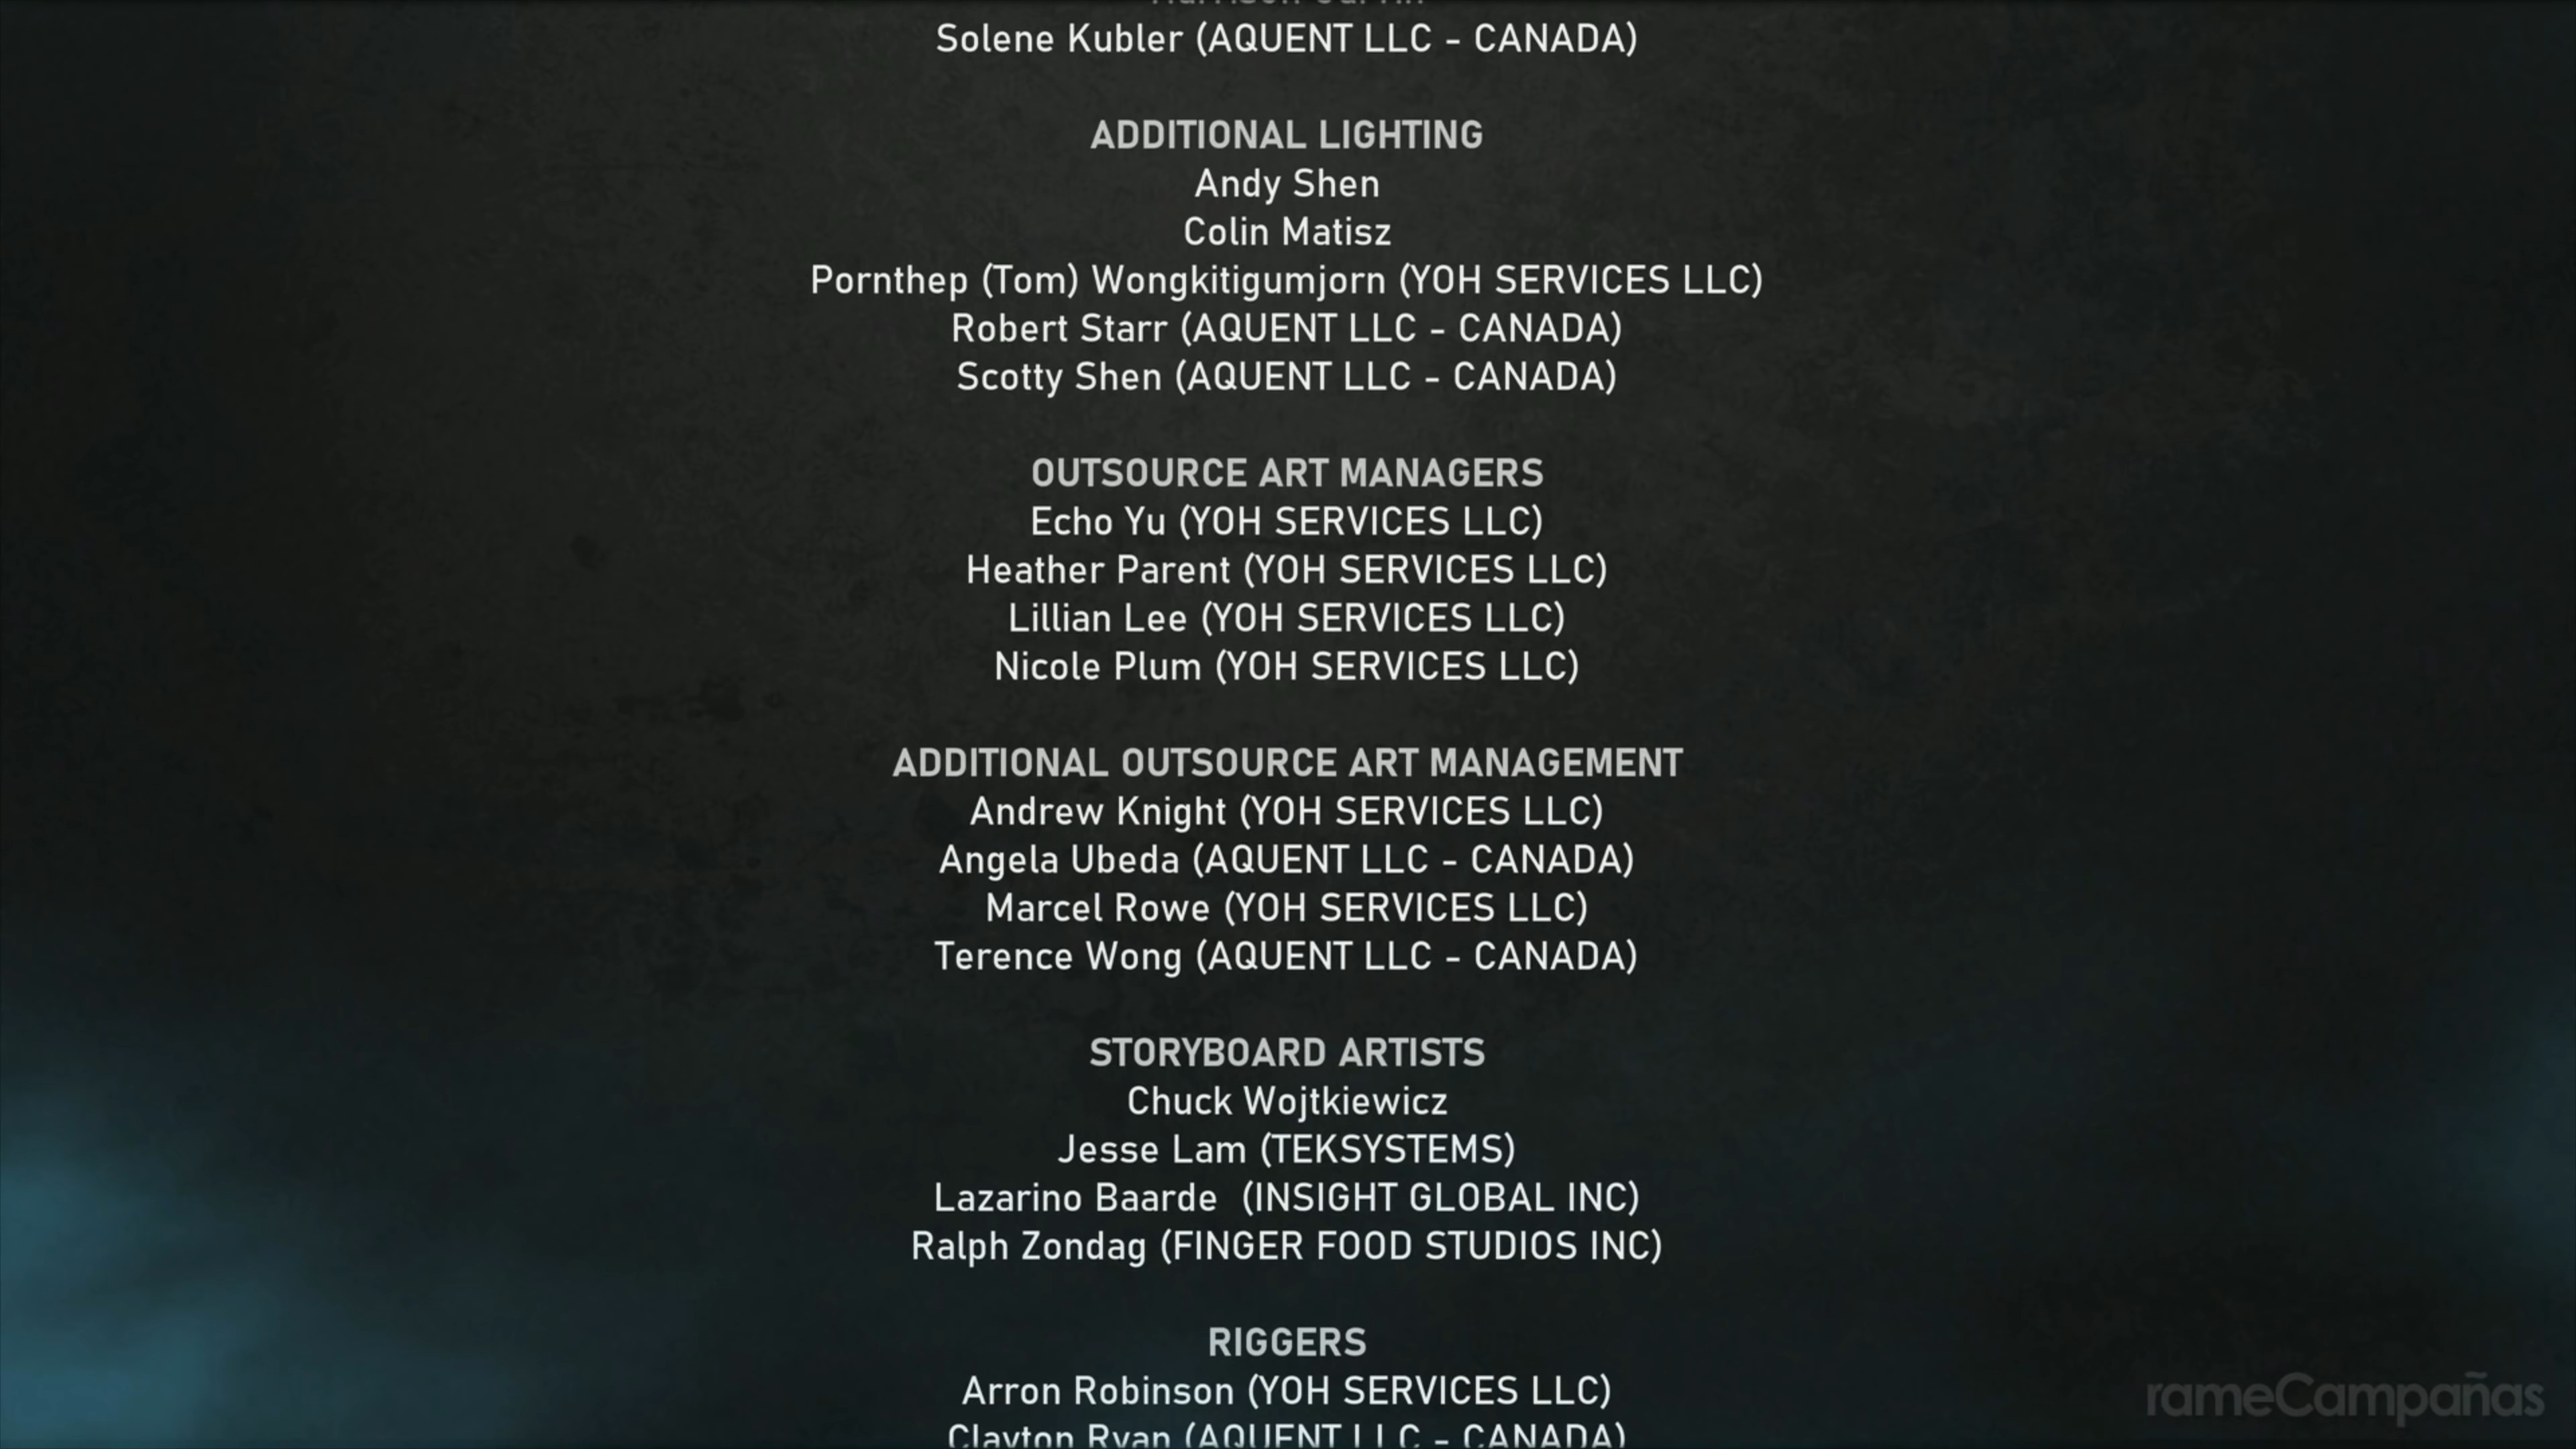 Solene Kubler (AQUENT LLC - CANADA)
ADDITIONAL LIGHTING
Andy Shen
Colin Matisz
Pornthep (Tom) Wongkitigumjorn (YOH SERVICES LLC)
Robert Starr (AQUENT LLC - CANADA)
Scotty Shen (AQUENT LLC - CANADA)
OUTSOURCE ART MANAGERS
Echo Yu (YOH SERVICES LLC)
Heather Parent (YOH SERVICES LLC)
Lillian Lee (YOH SERVICES LLC)
Nicole Plum (YOH SERVICES LLC)
ADDITIONAL OUTSOURCE ART MANAGEMENT
Andrew Knight (YOH SERVICES LLC)
Angela Ubeda (AQUENT LLC - CANADA)
Marcel Rowe (YOH SERVICES LLC)
Terence Wong (AQUENT LLC - CANADA)
STORYBOARD ARTISTS
Chuck Wojtkiewicz
Jesse Lam (TEKSYSTEMS)
Lazarino Baarde  (INSIGHT GLOBAL INC)
Ralph Zondag (FINGER FOOD STUDIOS INC)
RIGGERS
Arron Robinson (YOH SERVICES LLC)
Clayton Ryan (AQUENT LLC - CANADA)
rameCampañas